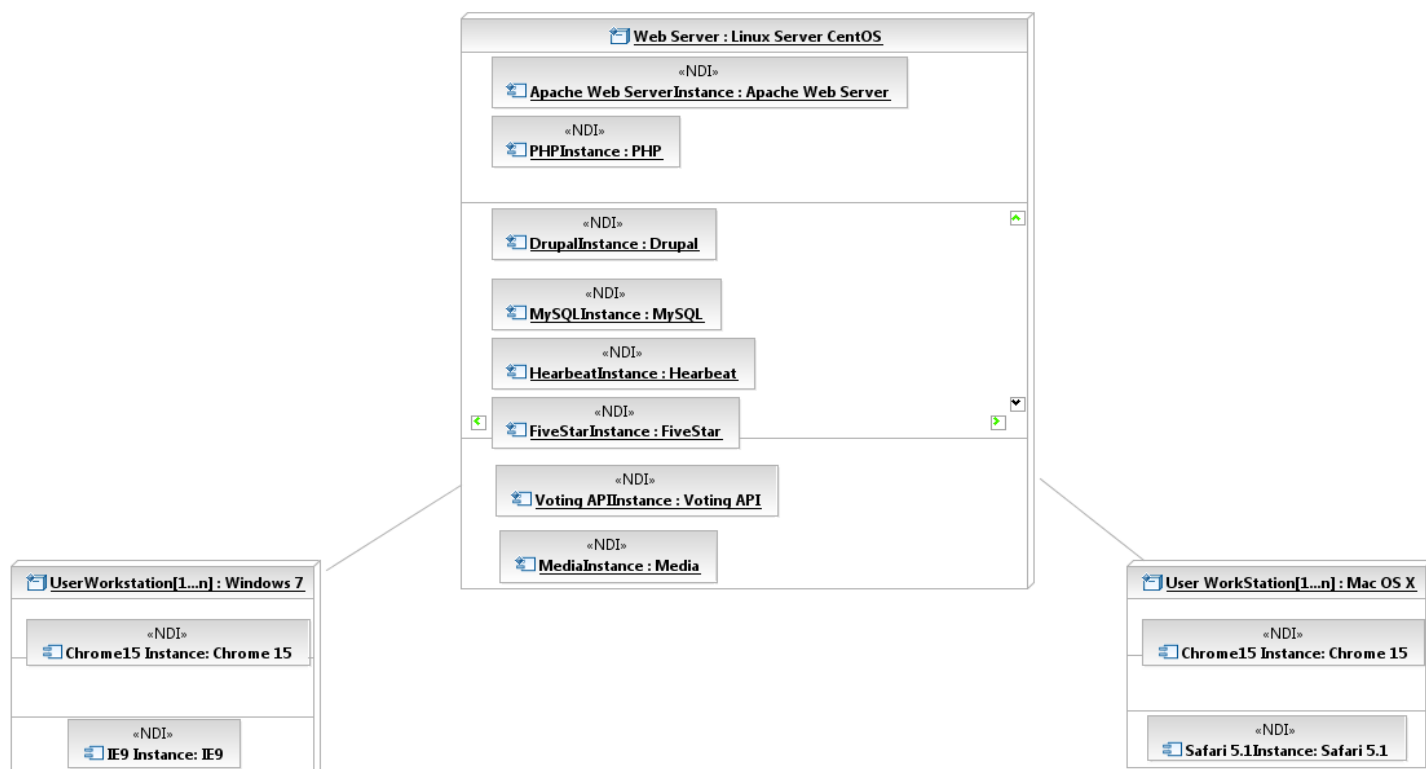 Web Server : Linux Server CentOS
«NDI»
Apache Web ServerInstance : Apache Web Server
«NDI»
PHPInstance : PHP
«NDI»
DrupalInstance : Drupal
«NDI»
MySQLInstance : MySQL
«NDI»
HearbeatInstance : Hearbeat
«NDI»
FiveStarInstance : FiveStar
«NDI»
Voting APIInstance : Voting API
«NDI»
MediaInstance : Media
UserWorkstation[1...n] : Windows 7
«NDI»
Chrome15 Instance: Chrome 15
«NDI»
IE9 Instance: IE9
User WorkStation[1...n] : Mac OS X
«NDI»
Chrome15 Instance: Chrome 15
«NDI»
Safari 5.1Instance: Safari 5.1